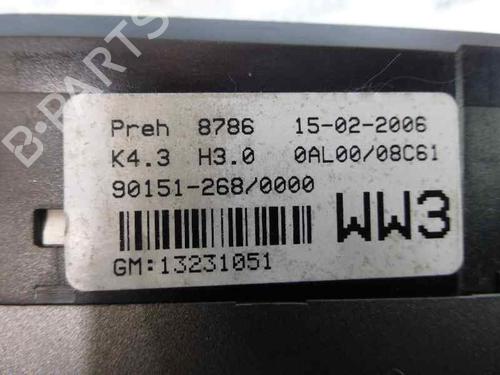 Preh 8786 15-02-2006
K4.3 H3.0 0AL00/08C61
90151-268/0000
WW3
GM:13231051
B-PARTS